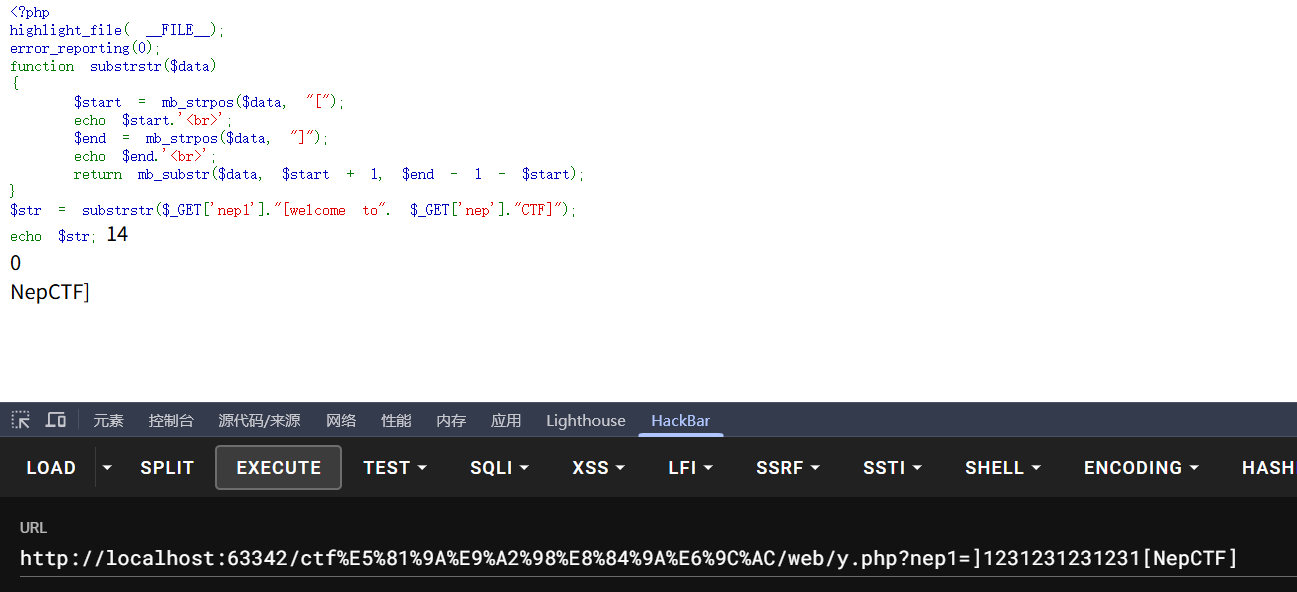 <?php
highlight_file( __FILE__);
error_reporting(0);
function substrstr($data)
{
$start = mb_strpos($data, "[");
echo $start.'<br>';
$end = mb_strpos($data, "]");
echo $end.'<br>';
return mb_substr($data, $start + 1, $end - 1 - $start);
}
$str = substrstr($_GET['nep1']."[welcome to". $_GET['nep']."CTF]");
echo $str; 14
0
NepCTF]
元素 控制台 源代码/来源 网络 性能 内存 应用 Lighthouse HackBar
LOAD SPLIT EXECUTE TEST SQLI XSS LFI SSRF SSTI SHELL ENCODING HASH
URL
http://localhost:63342/ctf%E5%81%9A%E9%A2%98%E8%84%9A%E6%9C%AC/web/y.php?nep1=]1231231231231[NepCTF]